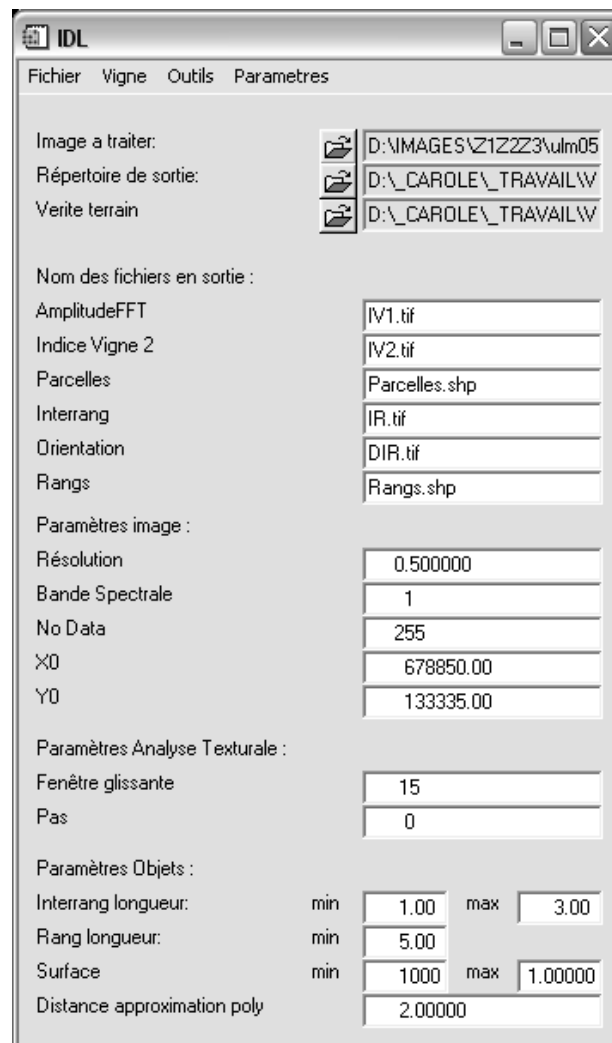 IDL
Fichier Vigne Outils Parametres
Image a traiter: D:\IMAGES\Z1Z2Z3\ulm05
Répertoire de sortie: D:\_CAROLE\_TRAVAIL\V
Verite terrain D:\_CAROLE\_TRAVAIL\V
Nom des fichiers en sortie :
AmplitudeFFT IV1.tif
Indice Vigne 2 IV2.tif
Parcelles Parcelles.shp
Interrang IR.tif
Orientation DIR.tif
Rangs Rangs.shp
Paramètres image :
Résolution 0.500000
Bande Spectrale 1
No Data 255
X0 678850.00
Y0 133335.00
Paramètres Analyse Texturale :
Fenêtre glissante 15
Pas 0
Paramètres Objets :
Interrang longueur: min 1.00 max 3.00
Rang longueur: min 5.00
Surface min 1000 max 1.00000
Distance approximation poly 2.00000